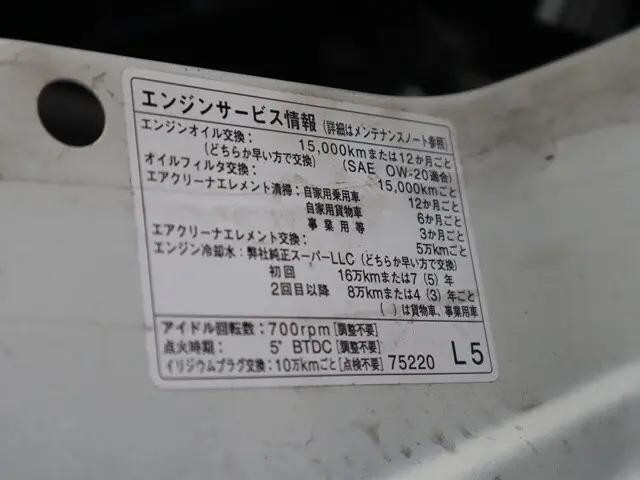 エンジンサービス情報 (詳細はメンテナンスノート参照)
エンジンオイル交換: 15,000kmまたは12か月ごと
(どちらか早い方で交換) (SAE OW-20適合)
オイルフィルタ交換: 15,000kmごと
エアクリーナエレメント清掃: 自家用乗用車 12か月ごと
自家用貨物車 6か月ごと
事業用等 3か月ごと
エアクリーナエレメント交換: 5万kmごと
エンジン冷却水: 弊社純正スーパーLLC (どちらか早い方で交換)
初回 16万kmまたは7 (5) 年
2回目以降 8万kmまたは4 (3) 年ごと
( )は貨物車、事業用車
アイドル回転数: 700rpm [調整不要]
点火時期: 5° BTDC [調整不要]
イリジウムプラグ交換: 10万kmごと [点検不要] 75220 L5